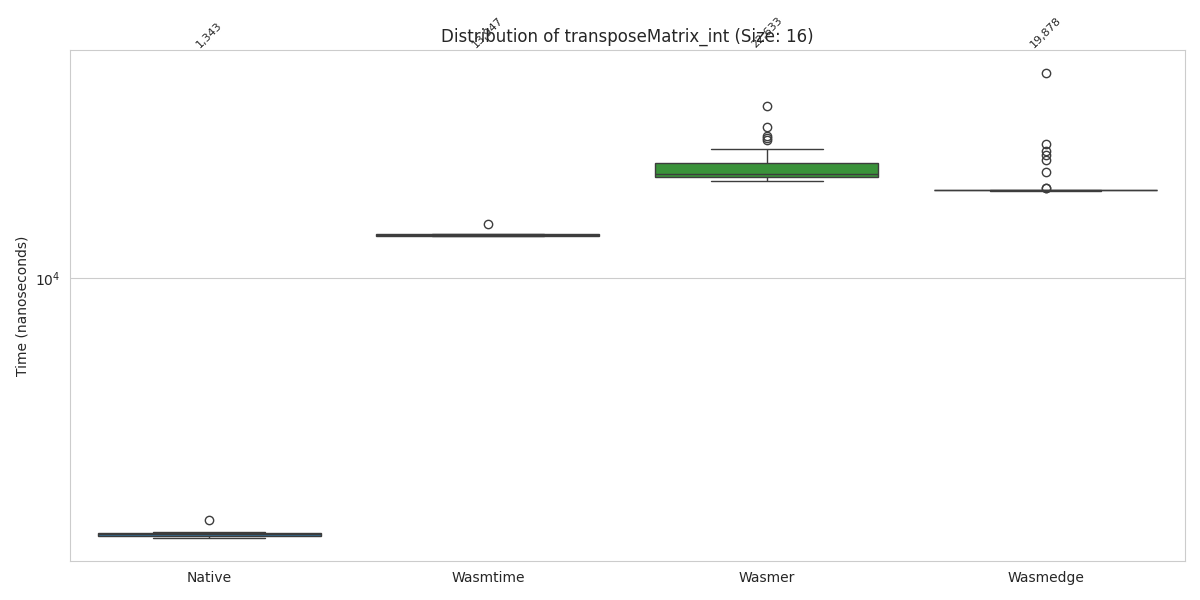 1,343
19,878
Distribution of transposeMatrix_int (Size: 16)
Time (nanoseconds)
10⁴
Native
Wasmtime
Wasmer
Wasmedge